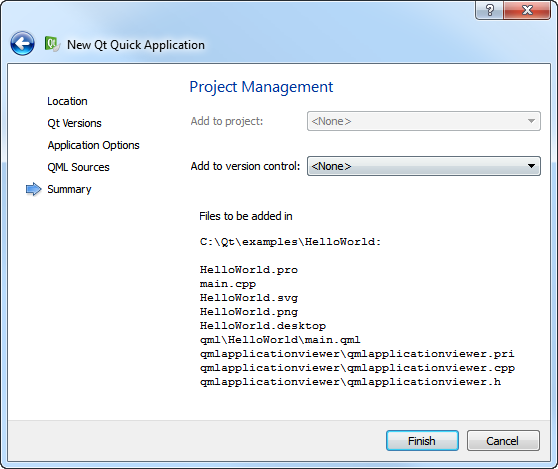 New Qt Quick Application
Location
Qt Versions
Application Options
QML Sources
Summary
Project Management
Add to project: <None>
Add to version control: <None>
Files to be added in
C:\Qt\examples\HelloWorld:
HelloWorld.pro
main.cpp
HelloWorld.svg
HelloWorld.png
HelloWorld.desktop
qml\HelloWorld\main.qml
qmlapplicationviewer\qmlapplicationviewer.pri
qmlapplicationviewer\qmlapplicationviewer.cpp
qmlapplicationviewer\qmlapplicationviewer.h
Finish Cancel